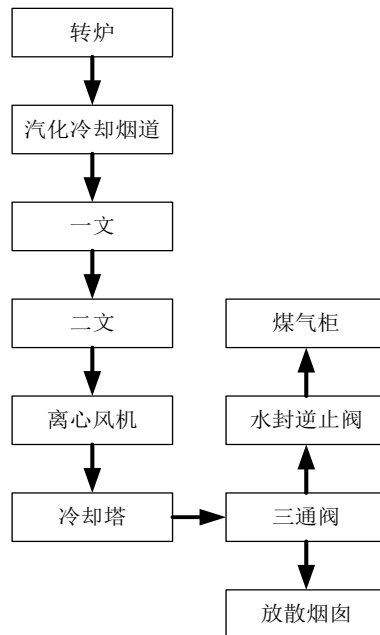 转炉
汽化冷却烟道
一文
二文
离心风机
冷却塔
煤气柜
水封逆止阀
三通阀
放散烟囱